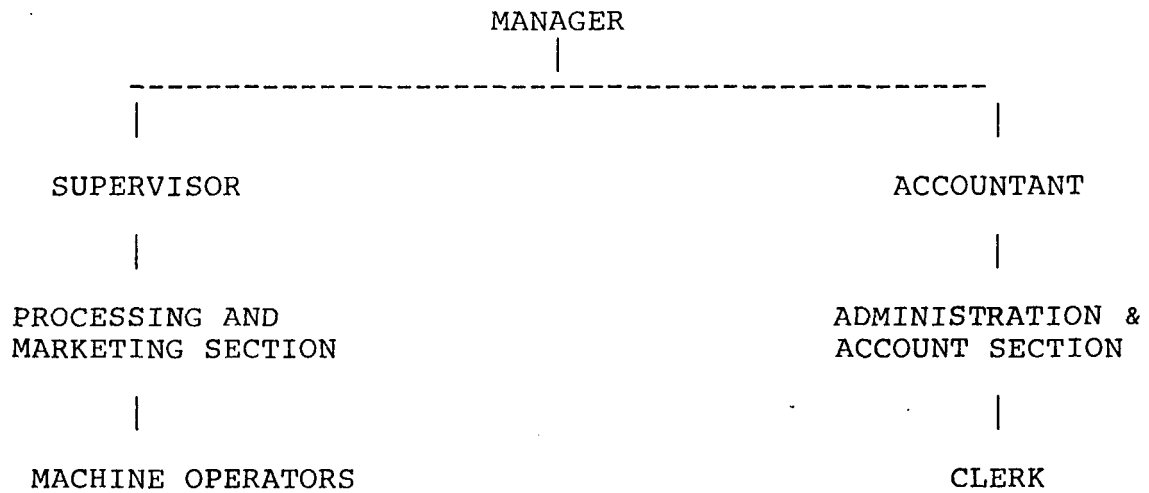 MANAGER
SUPERVISOR ACCOUNTANT
PROCESSING AND ADMINISTRATION &
MARKETING SECTION ACCOUNT SECTION
MACHINE OPERATORS CLERK